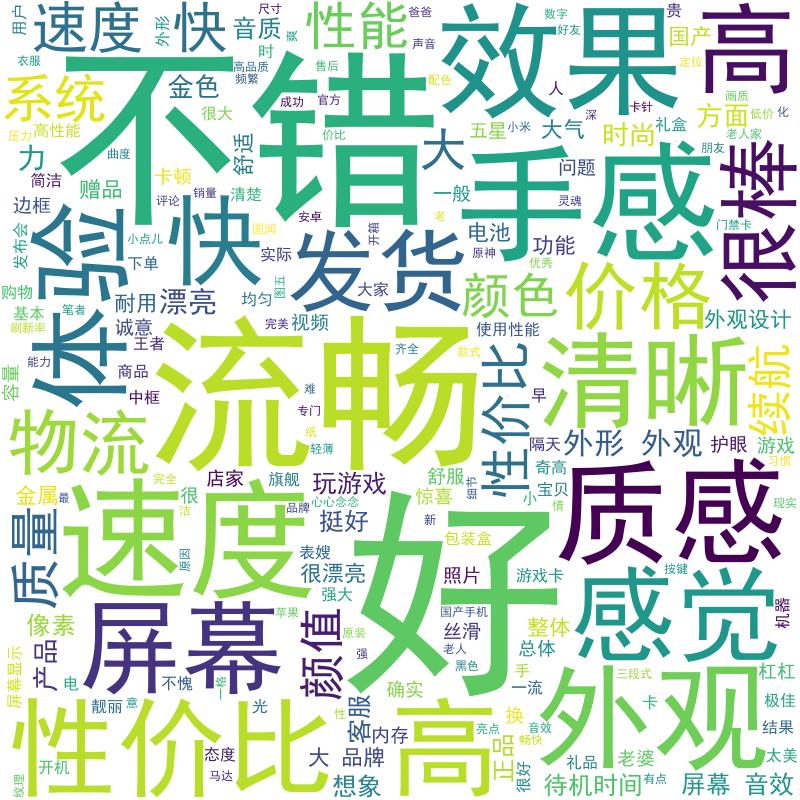 用户
速度 快
尺寸
爽
音质
时
性能
爸爸
声音
效果
数字
好友
贵
国产
高
外形
衣服
高品质
频繁
售后
配色
定位
不错
系统
金色
成功
官方
人
深
卡针
画质
低价
化
压力
高性能
很大
价比
五星
小米
大气
礼盒
时尚
方面
老人家
力
曲度
舒适
大
手感
朋友
很棒
简洁
赠品
卡顿
评论
销量
清楚
一般
问题
灵魂
边框
体验
快
圆润
安卓
老
电池
功能
门禁卡
发布会
小点儿
下单
实际
发货
开箱
原神
优秀
购物
基本
笔者
耐用
漂亮
均匀
图五
大家
颜色
价格
刷新率
诚意
王者
完美
视频
使用性能
外观设计
能力
容量
商品
中框
流畅
齐全
款式
性价比
清晰
续航
难
专门
纸
轻薄
早
物流
隔天
外形 外观
护眼
游戏
习惯
店家
旗舰
玩游戏
舒服
奇高
金属
最
完全
很
心心念念
惊喜
细节
小
宝贝
情
质感
现实
质量
速度
洁
品牌
挺好
好
新
包装盒
原因
表嫂
很漂亮
照片
游戏卡
感觉
按键
机器
像素
屏幕
强大
苹果
颜值
国产手机
丝滑
整体
原装
老人
总体
屏幕显示
产品
电
不愧
一格
强
黑色
手
一流
三段式
杠杠
靓丽
意
光
客服
确实
外观
卡
极佳
性价比 高
性
亮点
换
音效
结果
态度
内存
正品
畅快
礼品
老婆
太美
开机
马达
大
品牌
纹理
想象
很好
待机时间
有点
屏幕 音效